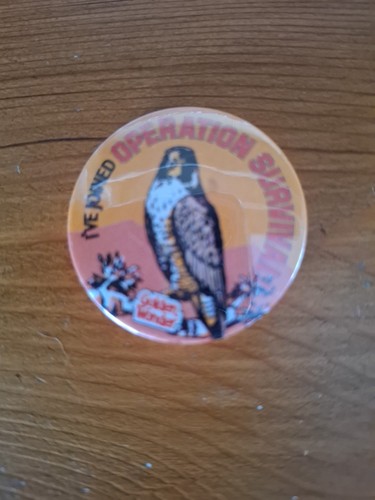 I'VE JOINED OPERATION SURVIVAL
Golden
Wonder